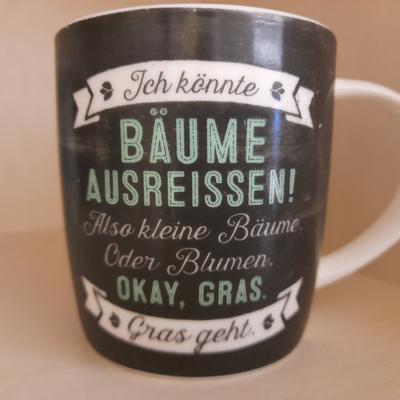 Ich könnte
BÄUME
AUSREISSEN!
Also kleine Bäume.
Oder Blumen.
OKAY, GRAS.
Gras geht.